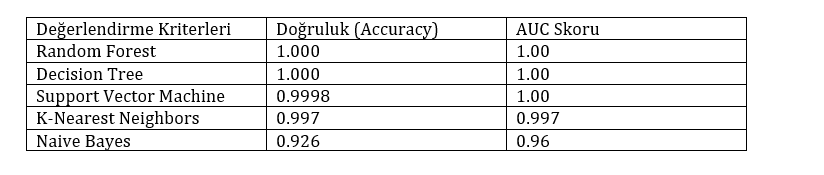 Değerlendirme Kriterleri Doğruluk (Accuracy) AUC Skoru
Random Forest 1.000 1.00
Decision Tree 1.000 1.00
Support Vector Machine 0.9998 1.00
K-Nearest Neighbors 0.997 0.997
Naive Bayes 0.926 0.96